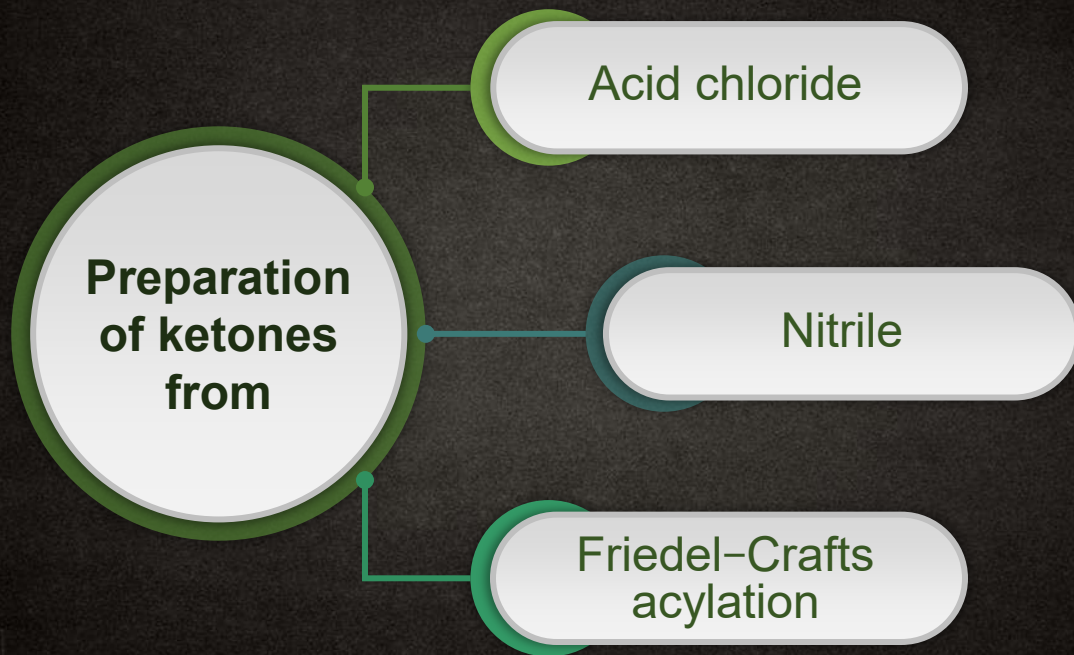 Acid chloride
Preparation
of ketones
from
Nitrile
Friedel–Crafts
acylation